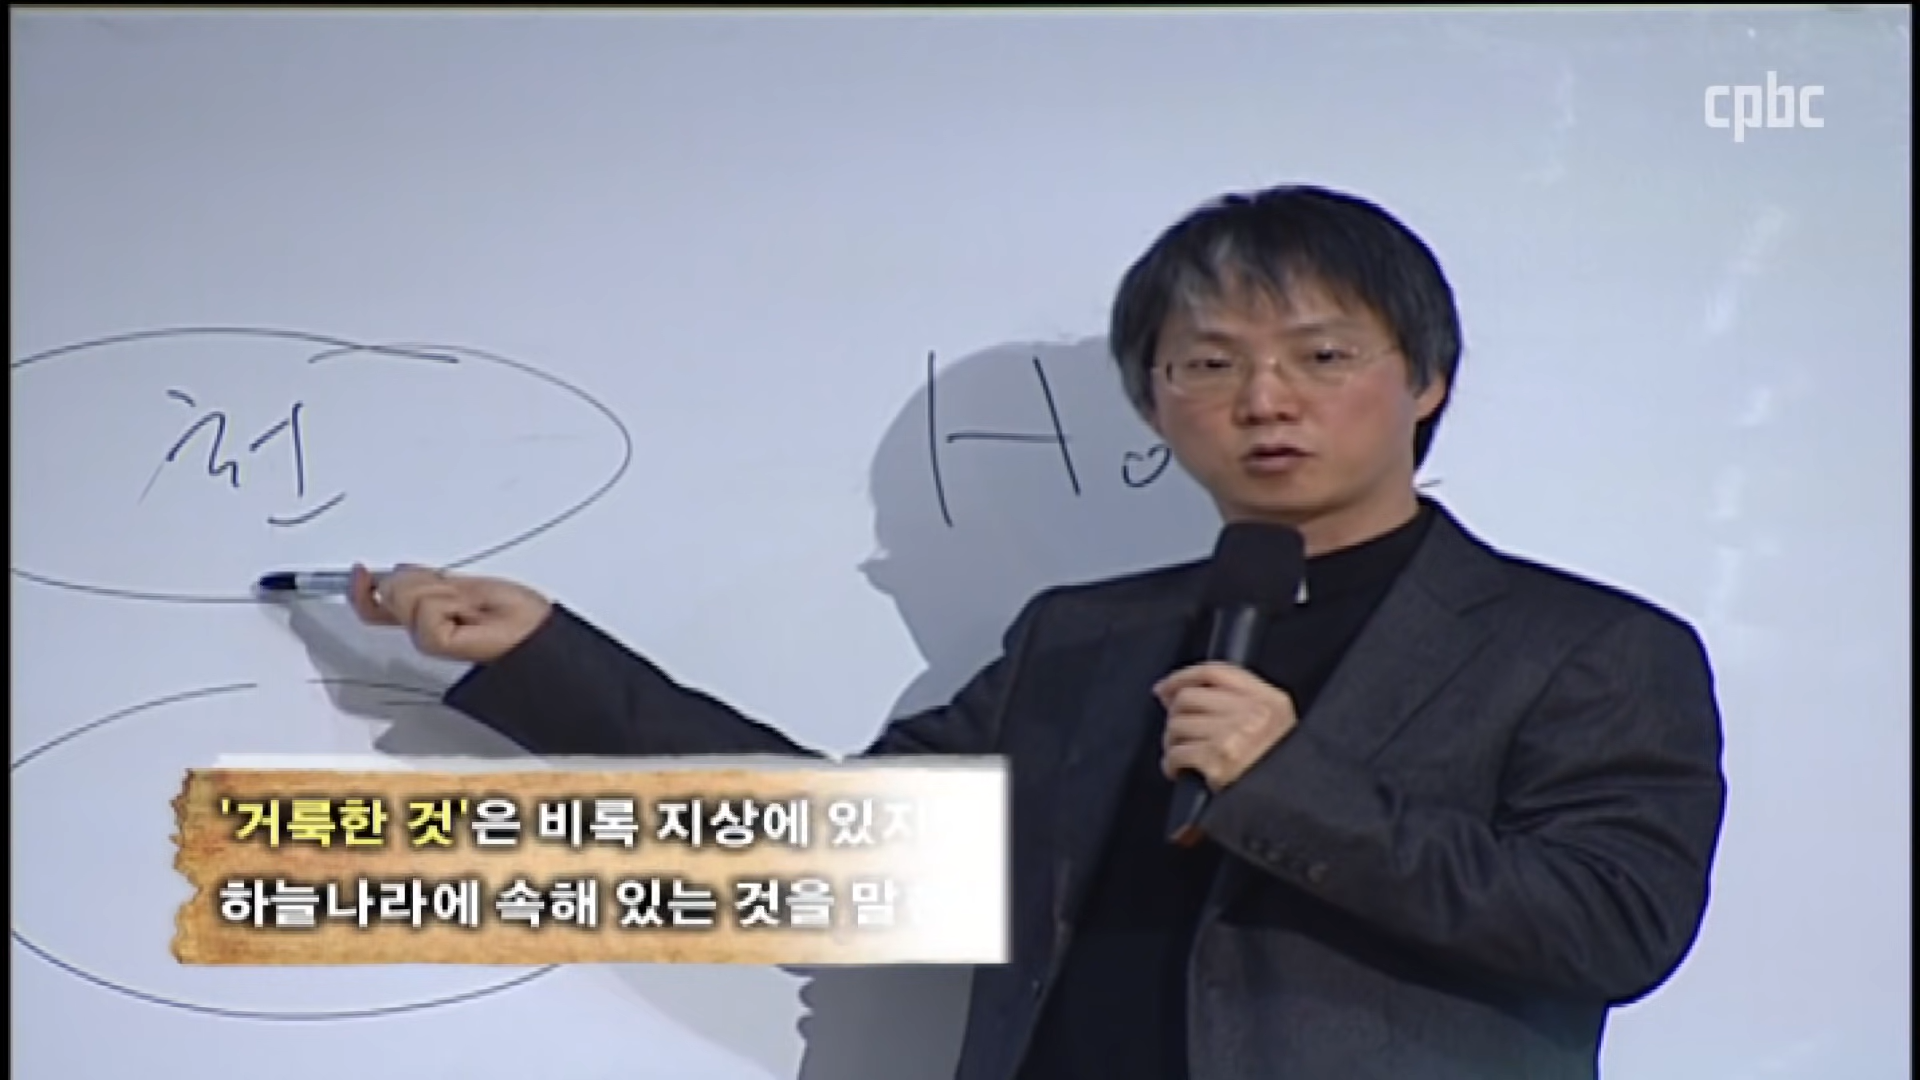 cpbc
천
H
'거룩한 것'은 비록 지상에 있지
하늘나라에 속해 있는 것을